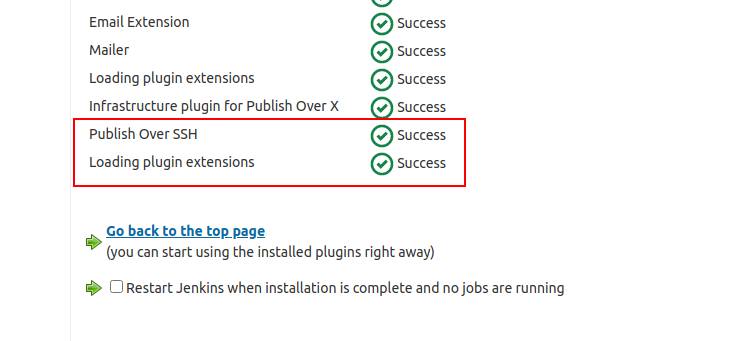 Email Extension Success
Mailer Success
Loading plugin extensions Success
Infrastructure plugin for Publish Over X Success
Publish Over SSH Success
Loading plugin extensions Success
Go back to the top page
(you can start using the installed plugins right away)
Restart Jenkins when installation is complete and no jobs are running